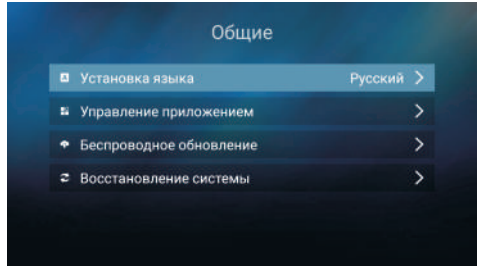 Общие
Установка языка Русский
Управление приложением
Беспроводное обновление
Восстановление системы